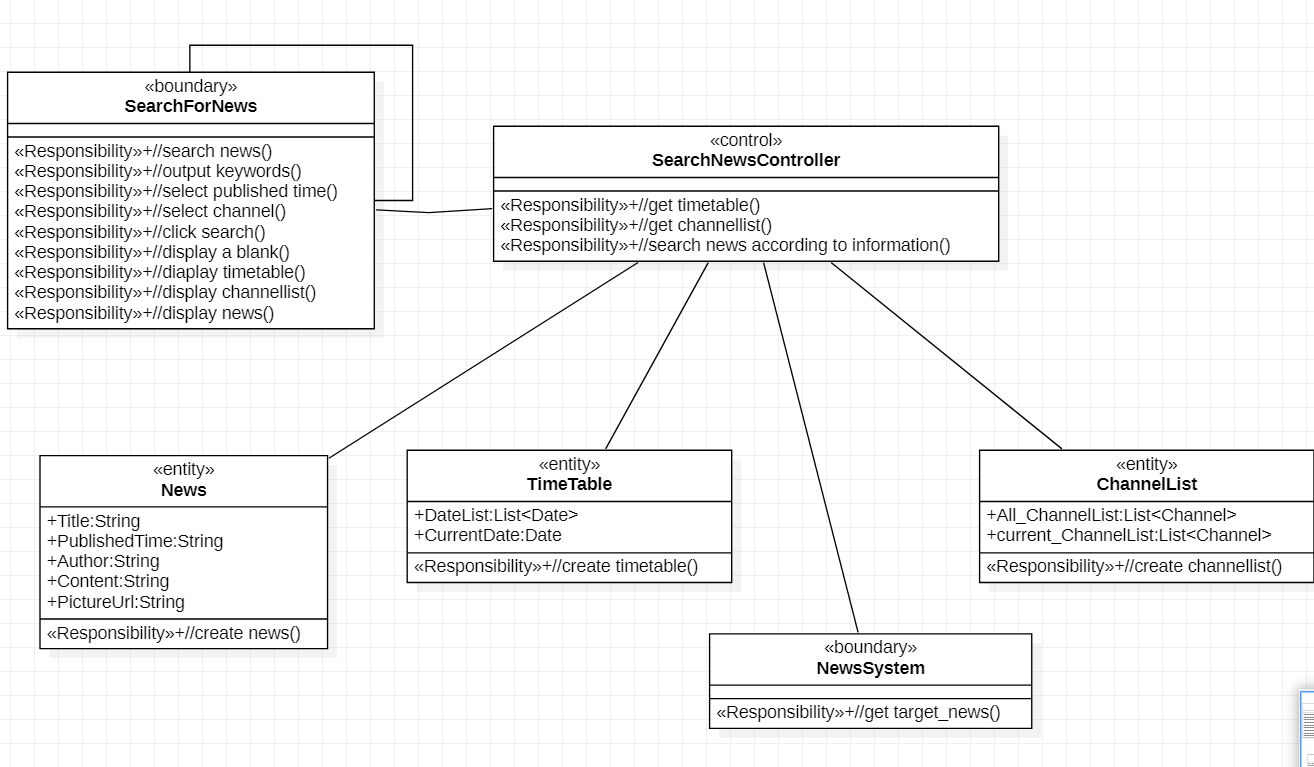 «boundary»
SearchForNews
«Responsibility»+//search news()
«Responsibility»+//output keywords()
«Responsibility»+//select published time()
«Responsibility»+//select channel()
«Responsibility»+//click search()
«Responsibility»+//display a blank()
«Responsibility»+//diaplay timetable()
«Responsibility»+//display channellist()
«Responsibility»+//display news()
«control»
SearchNewsController
«Responsibility»+//get timetable()
«Responsibility»+//get channellist()
«Responsibility»+//search news according to information()
«entity»
News
+Title:String
+PublishedTime:String
+Author:String
+Content:String
+PictureUrl:String
«Responsibility»+//create news()
«entity»
TimeTable
+DateList:List<Date>
+CurrentDate:Date
«Responsibility»+//create timetable()
«entity»
ChannelList
+All_ChannelList:List<Channel>
+current_ChannelList:List<Channel>
«Responsibility»+//create channellist()
«boundary»
NewsSystem
«Responsibility»+//get target_news()